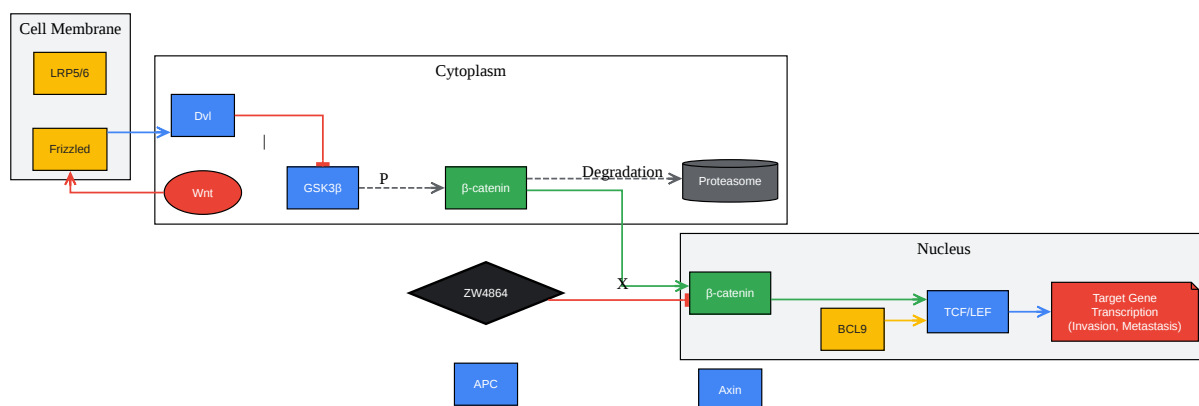 Cell Membrane
LRP5/6
Frizzled
Cytoplasm
Dvl
|
Wnt
GSK3β
P
β-catenin
Degradation
Proteasome
ZW4864
X
Nucleus
β-catenin
BCL9
TCF/LEF
Target Gene
Transcription
(Invasion, Metastasis)
APC
Axin